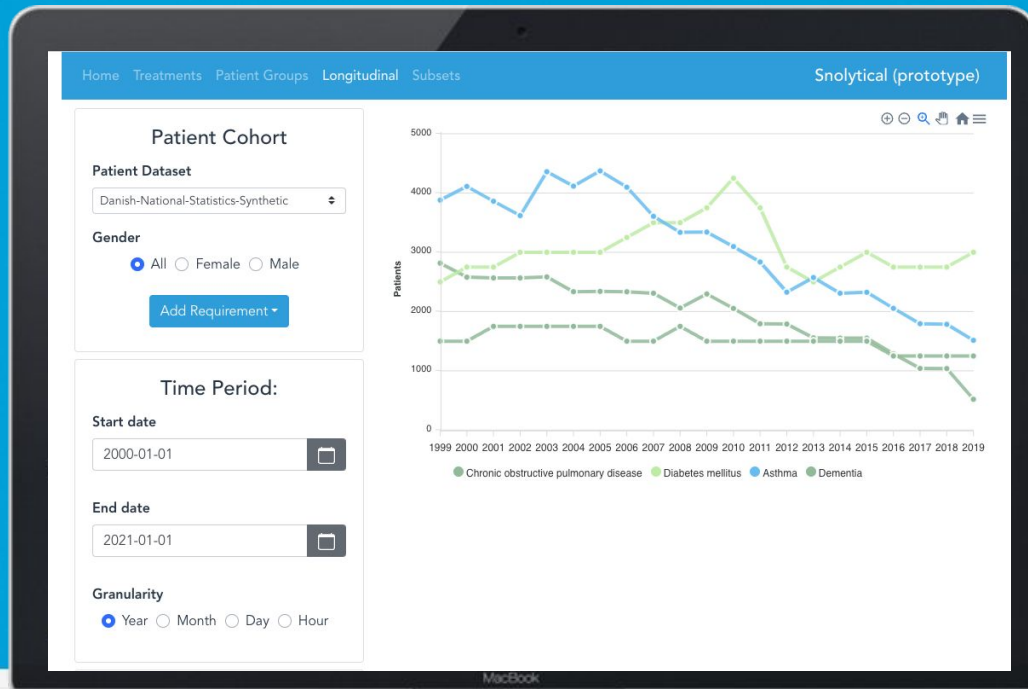 Home Treatments Patient Groups Longitudinal Subsets Snolytical (prototype)
Patient Cohort
Patient Dataset
Danish-National-Statistics-Synthetic
Gender
All Female Male
Add Requirement
Time Period:
Start date
2000-01-01
End date
2021-01-01
Granularity
Year Month Day Hour
5000
4000
3000
2000
1000
0
Patients
1999 2000 2001 2002 2003 2004 2005 2006 2007 2008 2009 2010 2011 2012 2013 2014 2015 2016 2017 2018 2019
Chronic obstructive pulmonary disease Diabetes mellitus Asthma Dementia
MacBook